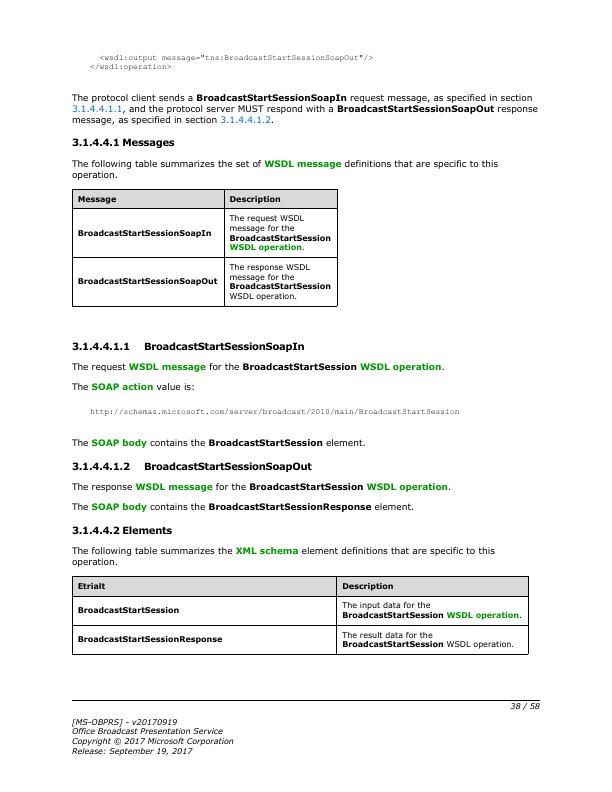 <wsdl:output message="tns:BroadcastStartSessionSoapOut"/>
</wsdl:operation>
The protocol client sends a BroadcastStartSessionSoapIn request message, as specified in section
3.1.4.4.1.1, and the protocol server MUST respond with a BroadcastStartSessionSoapOut response
message, as specified in section 3.1.4.4.1.2.
3.1.4.4.1 Messages
The following table summarizes the set of WSDL message definitions that are specific to this
operation.
Message Description
BroadcastStartSessionSoapIn
The request WSDL
message for the
BroadcastStartSession
WSDL operation.
BroadcastStartSessionSoapOut
The response WSDL
message for the
BroadcastStartSession
WSDL operation.
3.1.4.4.1.1 BroadcastStartSessionSoapIn
The request WSDL message for the BroadcastStartSession WSDL operation.
The SOAP action value is:
http://schemas.microsoft.com/server/broadcast/2010/main/BroadcastStartSession
The SOAP body contains the BroadcastStartSession element.
3.1.4.4.1.2 BroadcastStartSessionSoapOut
The response WSDL message for the BroadcastStartSession WSDL operation.
The SOAP body contains the BroadcastStartSessionResponse element.
3.1.4.4.2 Elements
The following table summarizes the XML schema element definitions that are specific to this
operation.
Etrialt Description
BroadcastStartSession
The input data for the
BroadcastStartSession WSDL operation.
BroadcastStartSessionResponse
The result data for the
BroadcastStartSession WSDL operation.
38 / 58
[MS-OBPRS] - v20170919
Office Broadcast Presentation Service
Copyright © 2017 Microsoft Corporation
Release: September 19, 2017